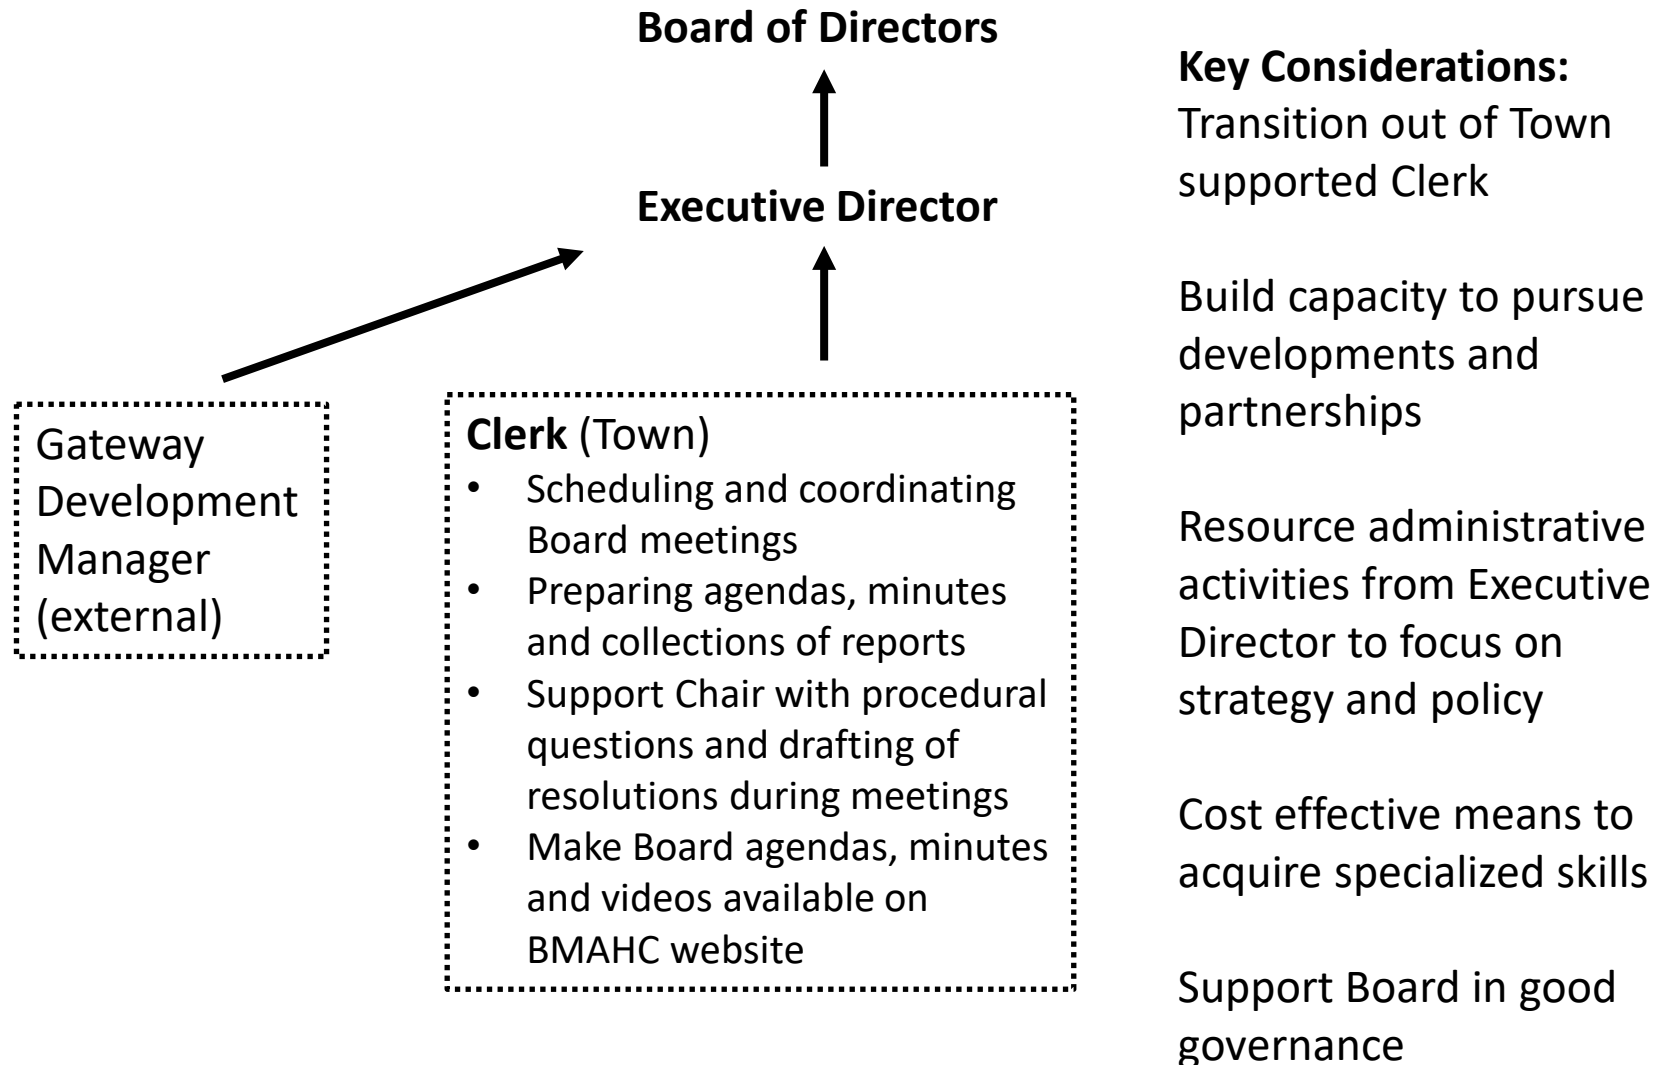 Board of Directors
Executive Director
Gateway
Development
Manager
(external)
Clerk (Town)
• Scheduling and coordinating
Board meetings
• Preparing agendas, minutes
and collections of reports
• Support Chair with procedural
questions and drafting of
resolutions during meetings
• Make Board agendas, minutes
and videos available on
BMAHC website
Key Considerations:
Transition out of Town
supported Clerk
Build capacity to pursue
developments and
partnerships
Resource administrative
activities from Executive
Director to focus on
strategy and policy
Cost effective means to
acquire specialized skills
Support Board in good
governance